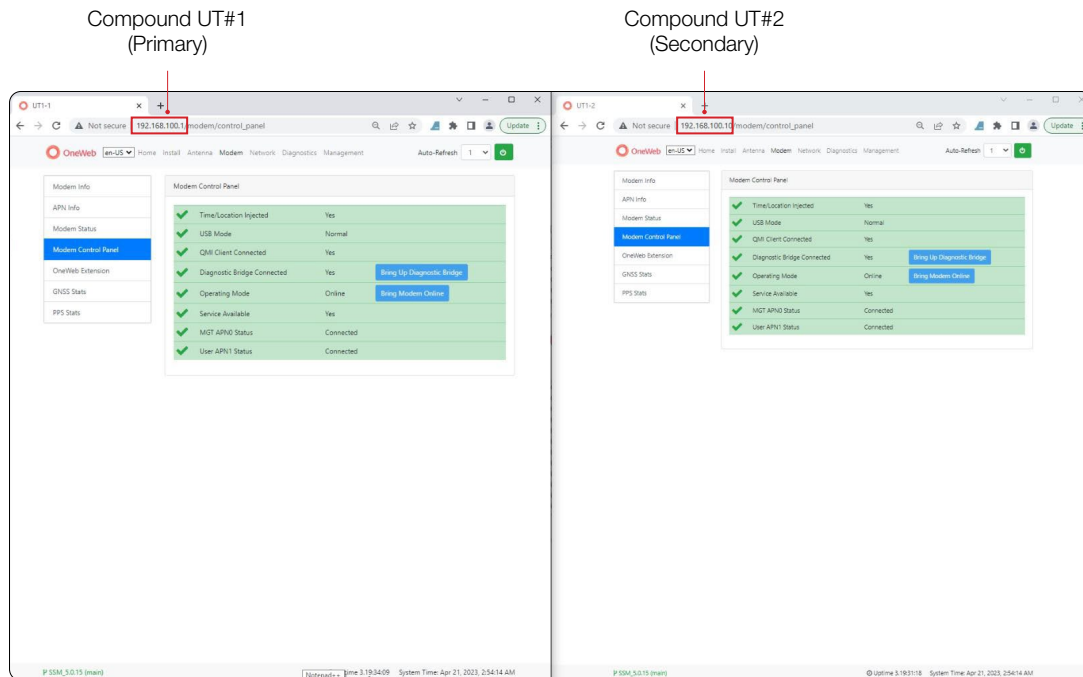 Compound UT#1
(Primary)
Compound UT#2
(Secondary)
UT1-1
Not secure 192.168.100.1/modem/control_panel
Update
OneWeb en-US Home Install Antenna Modem Network Diagnostics Management Auto-Refresh 1
Modem Info
APN Info
Modem Status
Modem Control Panel
OneWeb Extension
GNSS Stats
PPS Stats
Modem Control Panel
Time/Location Injected Yes
USB Mode Normal
QMI Client Connected Yes
Diagnostic Bridge Connected Yes Bring Up Diagnostic Bridge
Operating Mode Online Bring Modem Online
Service Available Yes
MGT APN0 Status Connected
User APN1 Status Connected
SSM_5.0.15 (main)
Notepad++
time 3.19:34:09 System Time: Apr 21, 2023, 2:54:14 AM
UT1-2
Not secure 192.168.100.10/modem/control_panel
Update
OneWeb en-US Home Install Antenna Modem Network Diagnostics Management Auto-Refresh 1
Modem Info
APN Info
Modem Status
Modem Control Panel
OneWeb Extension
GNSS Stats
PPS Stats
Modem Control Panel
Time/Location Injected Yes
USB Mode Normal
QMI Client Connected Yes
Diagnostic Bridge Connected Yes Bring Up Diagnostic Bridge
Operating Mode Online Bring Modem Online
Service Available Yes
MGT APN0 Status Connected
User APN1 Status Connected
SSM_5.0.15 (main)
Uptime 3.19:31:18 System Time: Apr 21, 2023, 2:54:14 AM